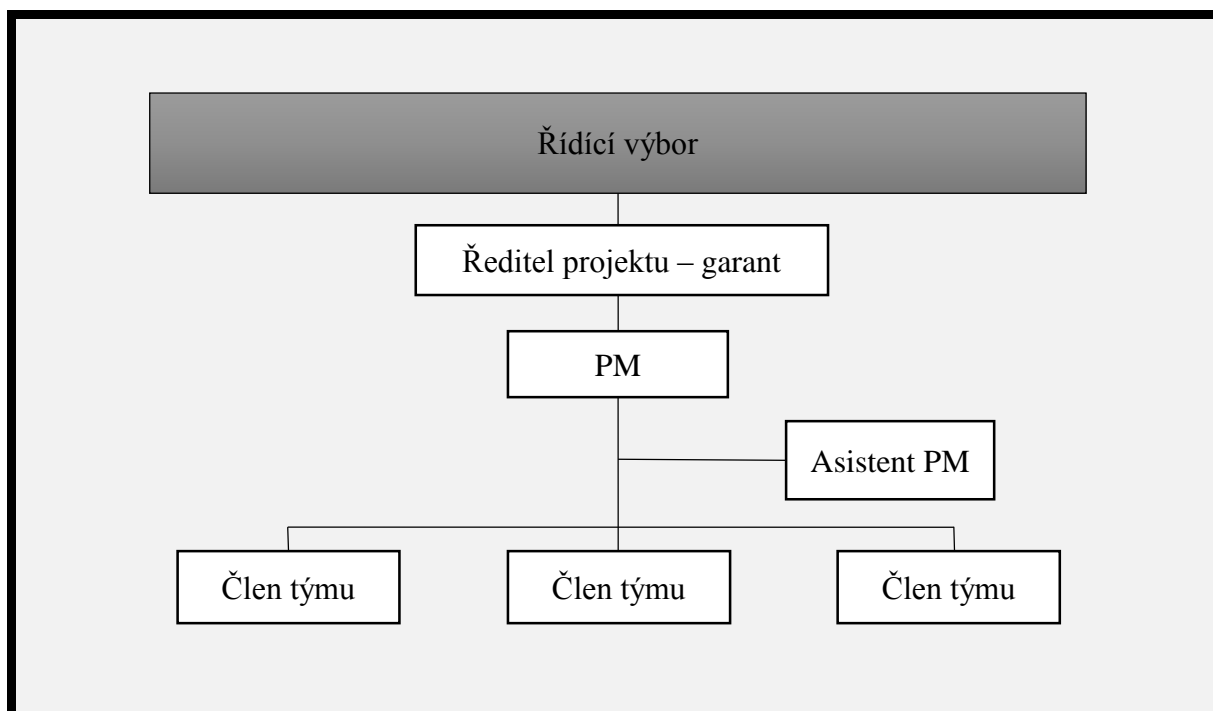 Řídící výbor
Ředitel projektu – garant
PM
Asistent PM
Člen týmu
Člen týmu
Člen týmu